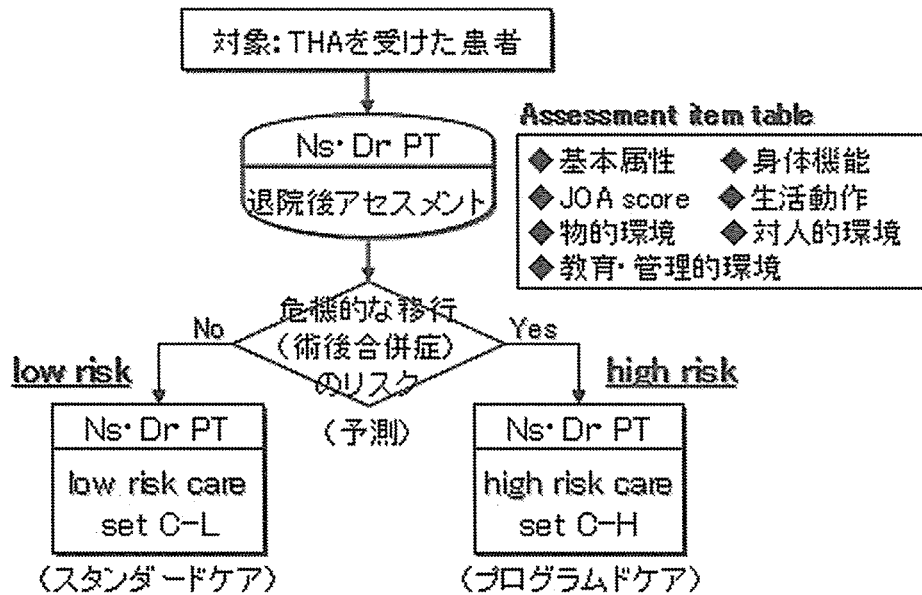 対象:THAを受けた患者
Ns・Dr・PT
退院後アセスメント
Assessment item table
◆基本属性 ◆身体機能
◆JOA score ◆生活動作
◆物的環境 ◆対人的環境
◆教育・管理的環境
危機的な移行
(術後合併症)
のリスク
(予測)
No
Yes
low risk
high risk
Ns・Dr・PT
low risk care
set C-L
(スタンダードケア)
Ns・Dr・PT
high risk care
set C-H
(プログラムドケア)